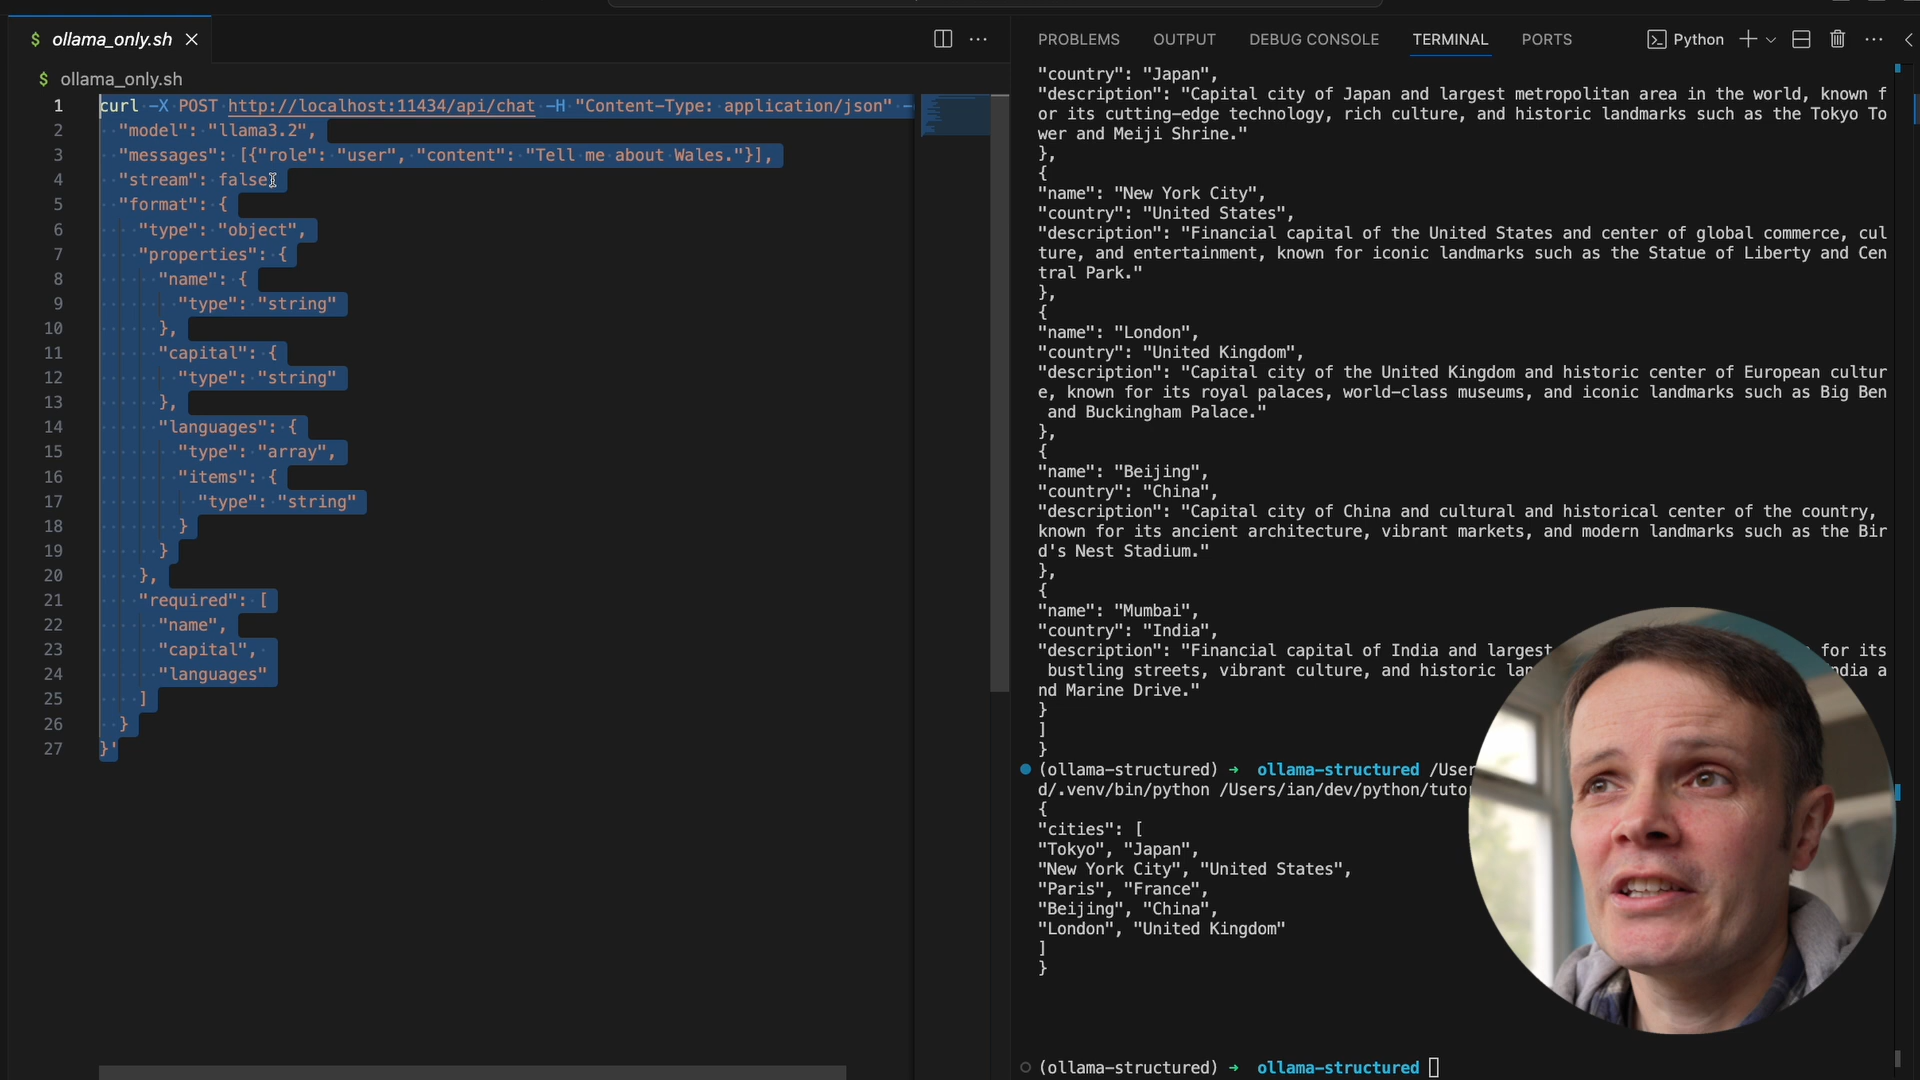 $ ollama_only.sh
$ ollama_only.sh
1 curl -X POST http://localhost:11434/api/chat -H "Content-Type: application/json" -
2 "model": "llama3.2",
3 "messages": [{"role": "user", "content": "Tell me about Wales."}],
4 "stream": false
5 "format": {
6 "type": "object",
7 "properties": {
8 "name": {
9 "type": "string"
10 },
11 "capital": {
12 "type": "string"
13 },
14 "languages": {
15 "type": "array",
16 "items": {
17 "type": "string"
18 }
19 }
20 },
21 "required": [
22 "name",
23 "capital",
24 "languages"
25 ]
26 }
27 }'
PROBLEMS OUTPUT DEBUG CONSOLE TERMINAL PORTS Python
"country": "Japan",
"description": "Capital city of Japan and largest metropolitan area in the world, known f
or its cutting-edge technology, rich culture, and historic landmarks such as the Tokyo To
wer and Meiji Shrine."
},
{
"name": "New York City",
"country": "United States",
"description": "Financial capital of the United States and center of global commerce, cul
ture, and entertainment, known for iconic landmarks such as the Statue of Liberty and Cen
tral Park."
},
{
"name": "London",
"country": "United Kingdom",
"description": "Capital city of the United Kingdom and historic center of European cultur
e, known for its royal palaces, world-class museums, and iconic landmarks such as Big Ben
and Buckingham Palace."
},
{
"name": "Beijing",
"country": "China",
"description": "Capital city of China and cultural and historical center of the country,
known for its ancient architecture, vibrant markets, and modern landmarks such as the Bir
d's Nest Stadium."
},
{
"name": "Mumbai",
"country": "India",
"description": "Financial capital of India and largest for its
bustling streets, vibrant culture, and historic a
nd Marine Drive."
}
]
}
(ollama-structured) → ollama-structured
d/.venv/bin/python
{
"cities": [
"Tokyo", "Japan",
"New York City", "United States",
"Paris", "France",
"Beijing", "China",
"London", "United Kingdom"
]
}
(ollama-structured) → ollama-structured